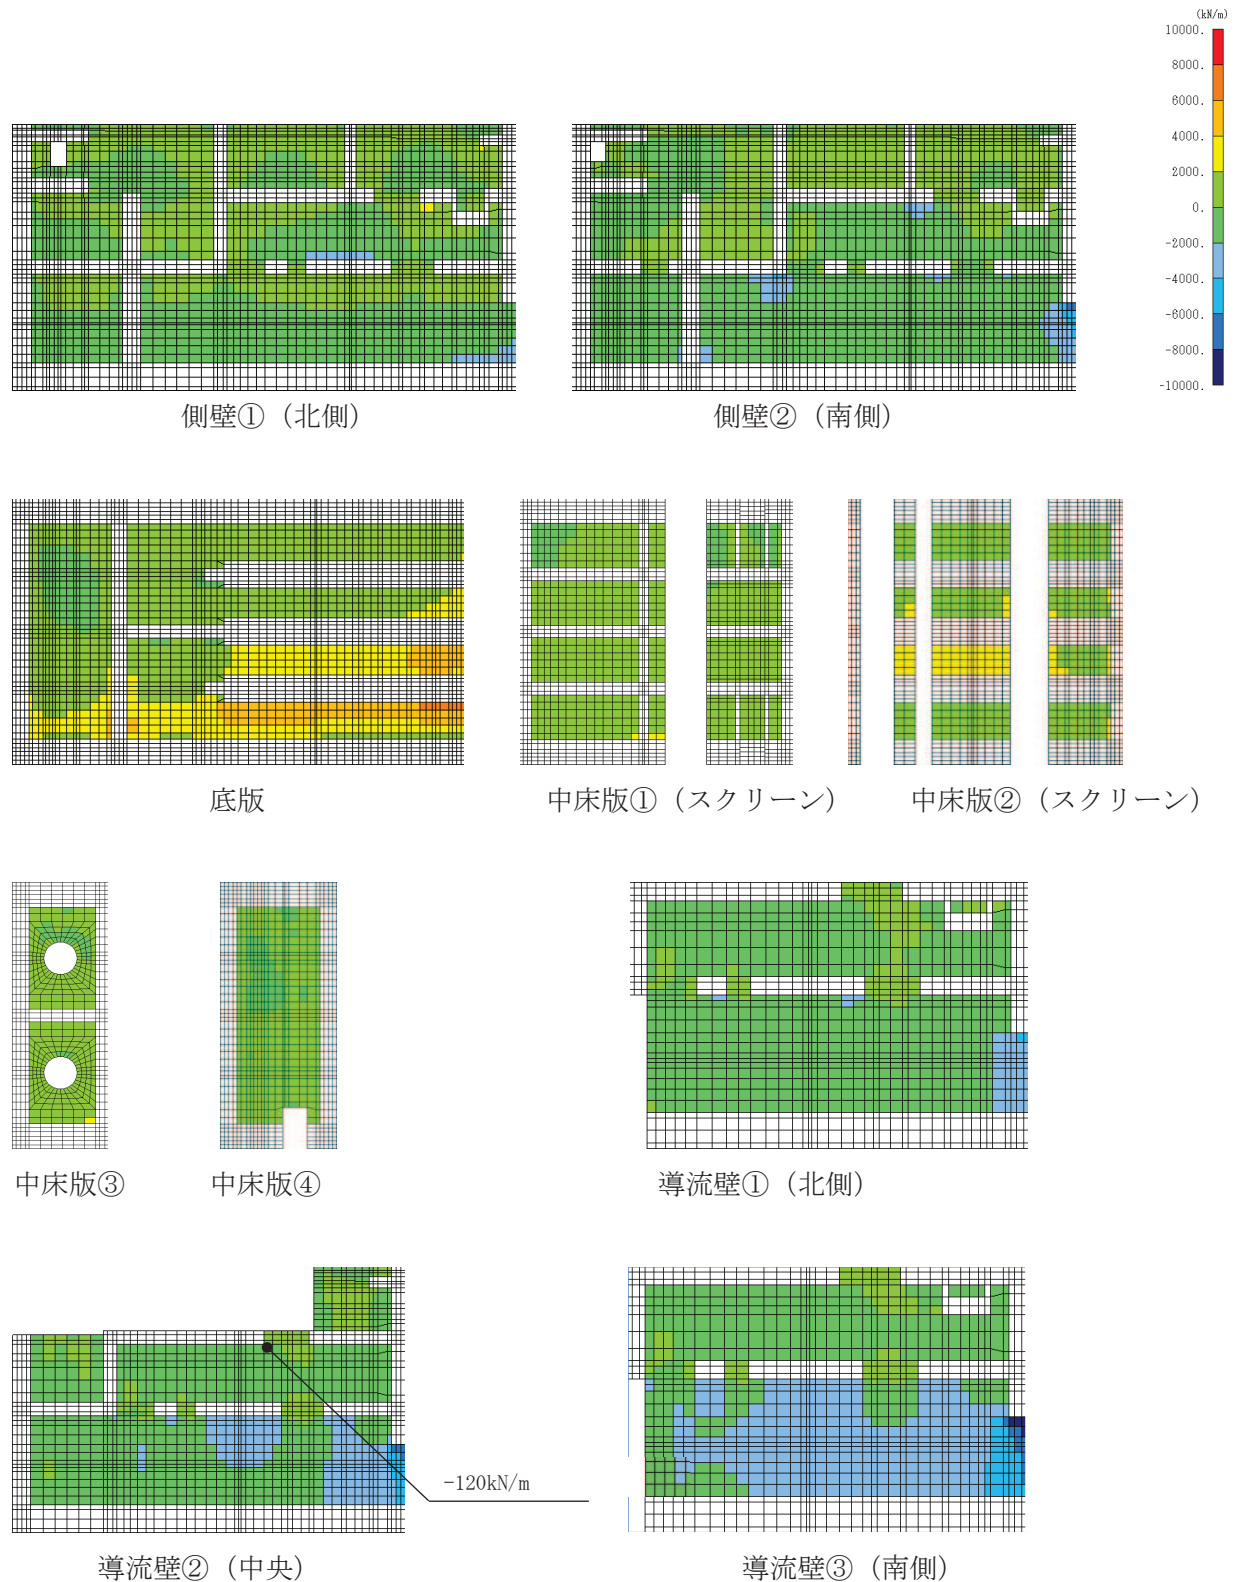 (kN/m)
10000.
8000.
6000.
4000.
2000.
0.
-2000.
-4000.
-6000.
-8000.
-10000.
側壁①（北側）
側壁②（南側）
底版
中床版①（スクリーン）
中床版②（スクリーン）
中床版③
中床版④
導流壁①（北側）
-120kN/m
導流壁②（中央）
導流壁③（南側）